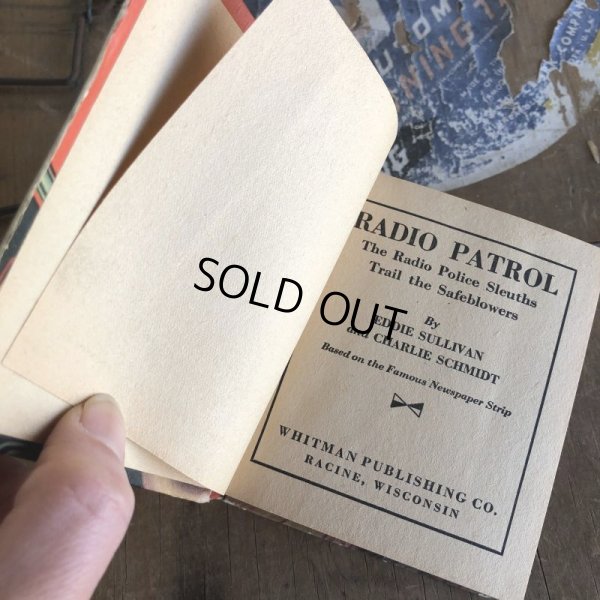 RADIO PATROL
The Radio Police Sleuths
Trail the Safeblowers
By
EDDIE SULLIVAN
and CHARLIE SCHMIDT
Based on the Famous Newspaper Strip
WHITMAN PUBLISHING CO.
RACINE, WISCONSIN
SOLD OUT